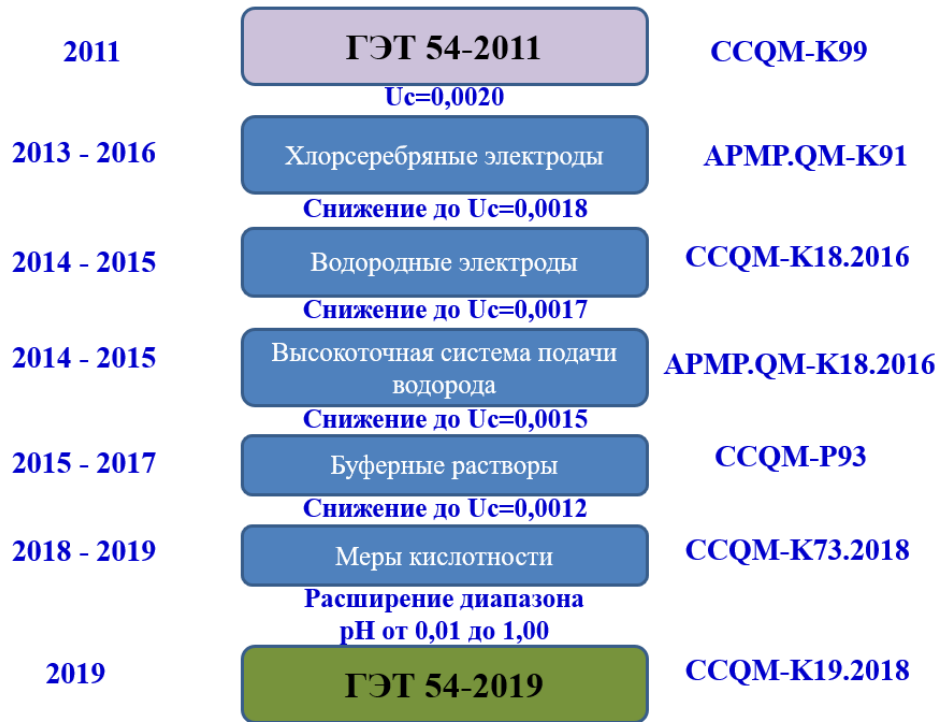 2011
ГЭТ 54-2011
CCQM-K99
Uc=0,0020
2013 - 2016
Хлорсеребряные электроды
APMP.QM-K91
Снижение до Uc=0,0018
2014 - 2015
Водородные электроды
CCQM-K18.2016
Снижение до Uc=0,0017
2014 - 2015
Высокоточная система подачи
водорода
APMP.QM-K18.2016
Снижение до Uc=0,0015
2015 - 2017
Буферные растворы
CCQM-P93
Снижение до Uc=0,0012
2018 - 2019
Меры кислотности
CCQM-K73.2018
Расширение диапазона
pH от 0,01 до 1,00
2019
ГЭТ 54-2019
CCQM-K19.2018